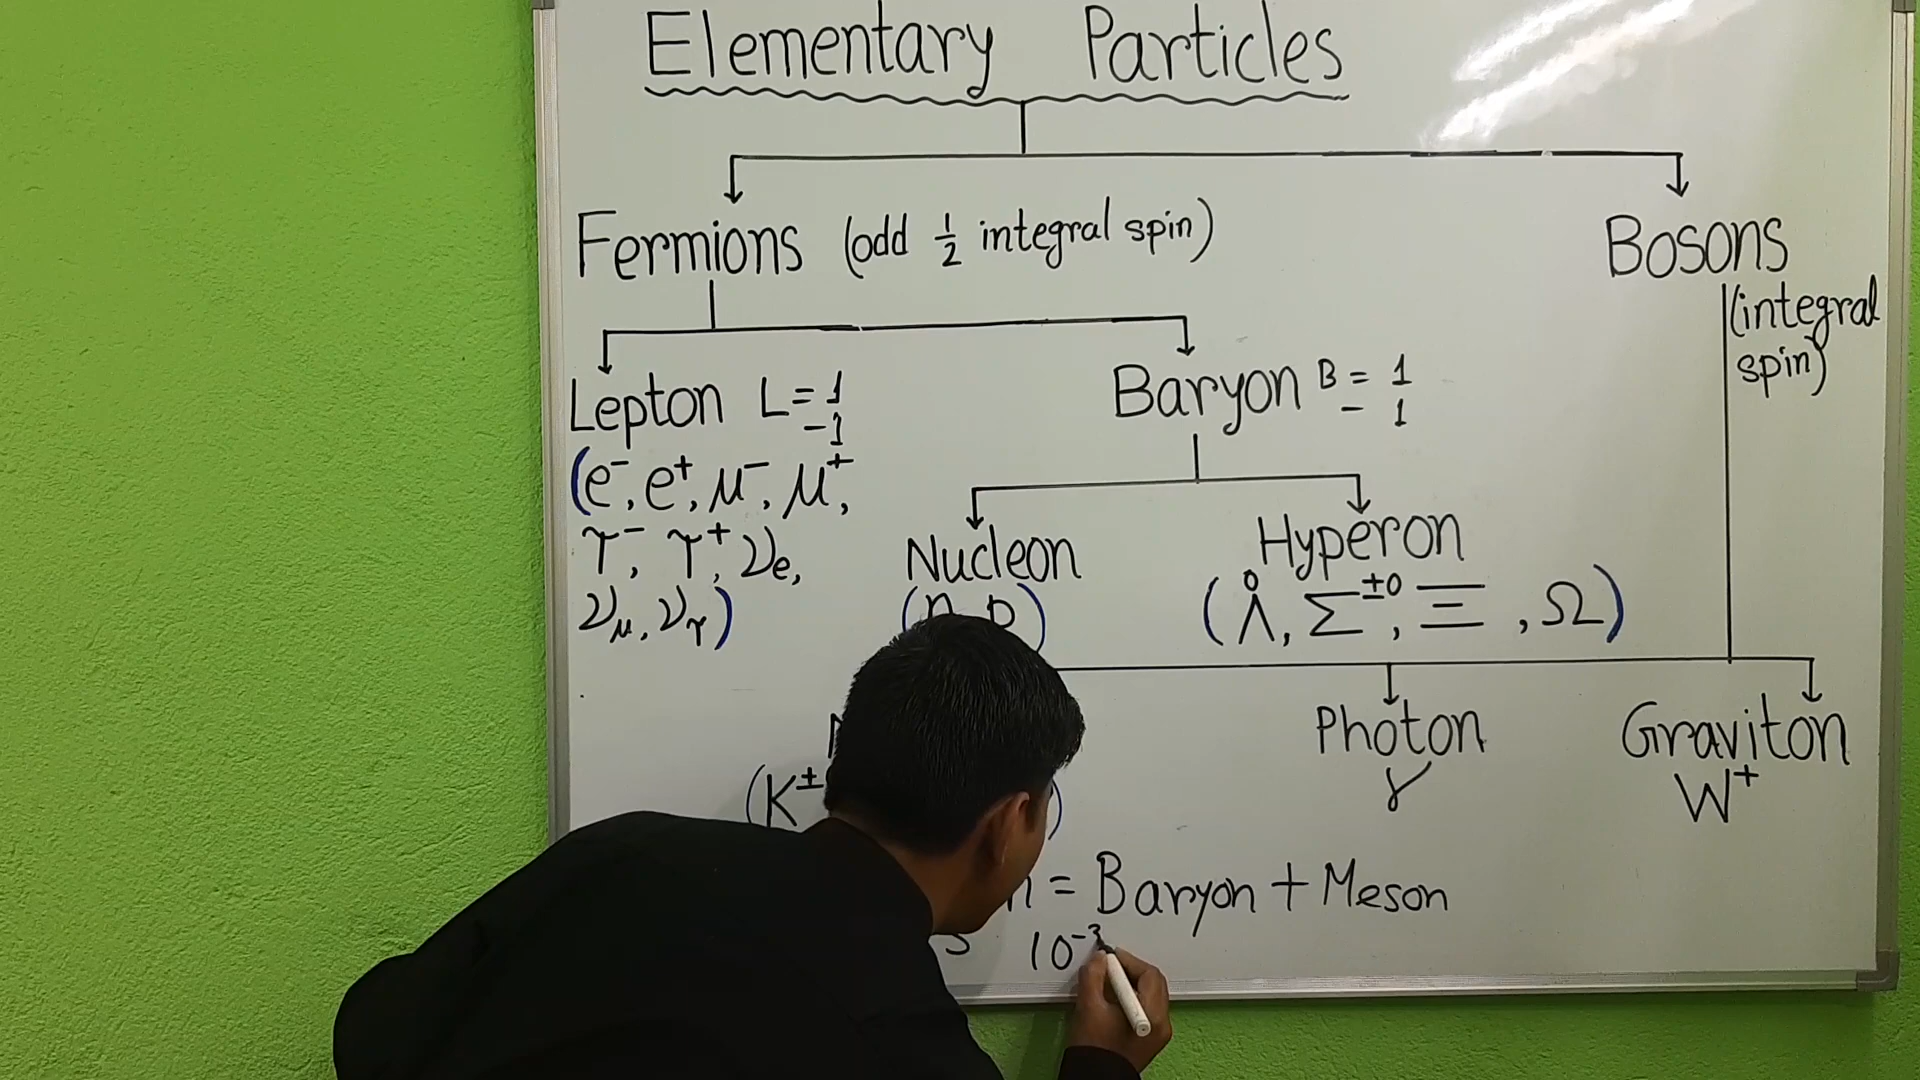 Elementary Particles
Fermions (odd 1/2 integral spin)
Bosons
(integral
spin)
Lepton L = 1
-1
(e⁻, e⁺, μ⁻, μ⁺,
τ⁻, τ⁺, νe,
νμ, ντ)
Baryon B = 1
- 1
Nucleon
(n p)
Hyperon
(Λ⁰, Σ^±0, Ξ, Ω)
Photon
γ
Graviton
W⁺
(K±
)
= Baryon + Meson
10⁻³